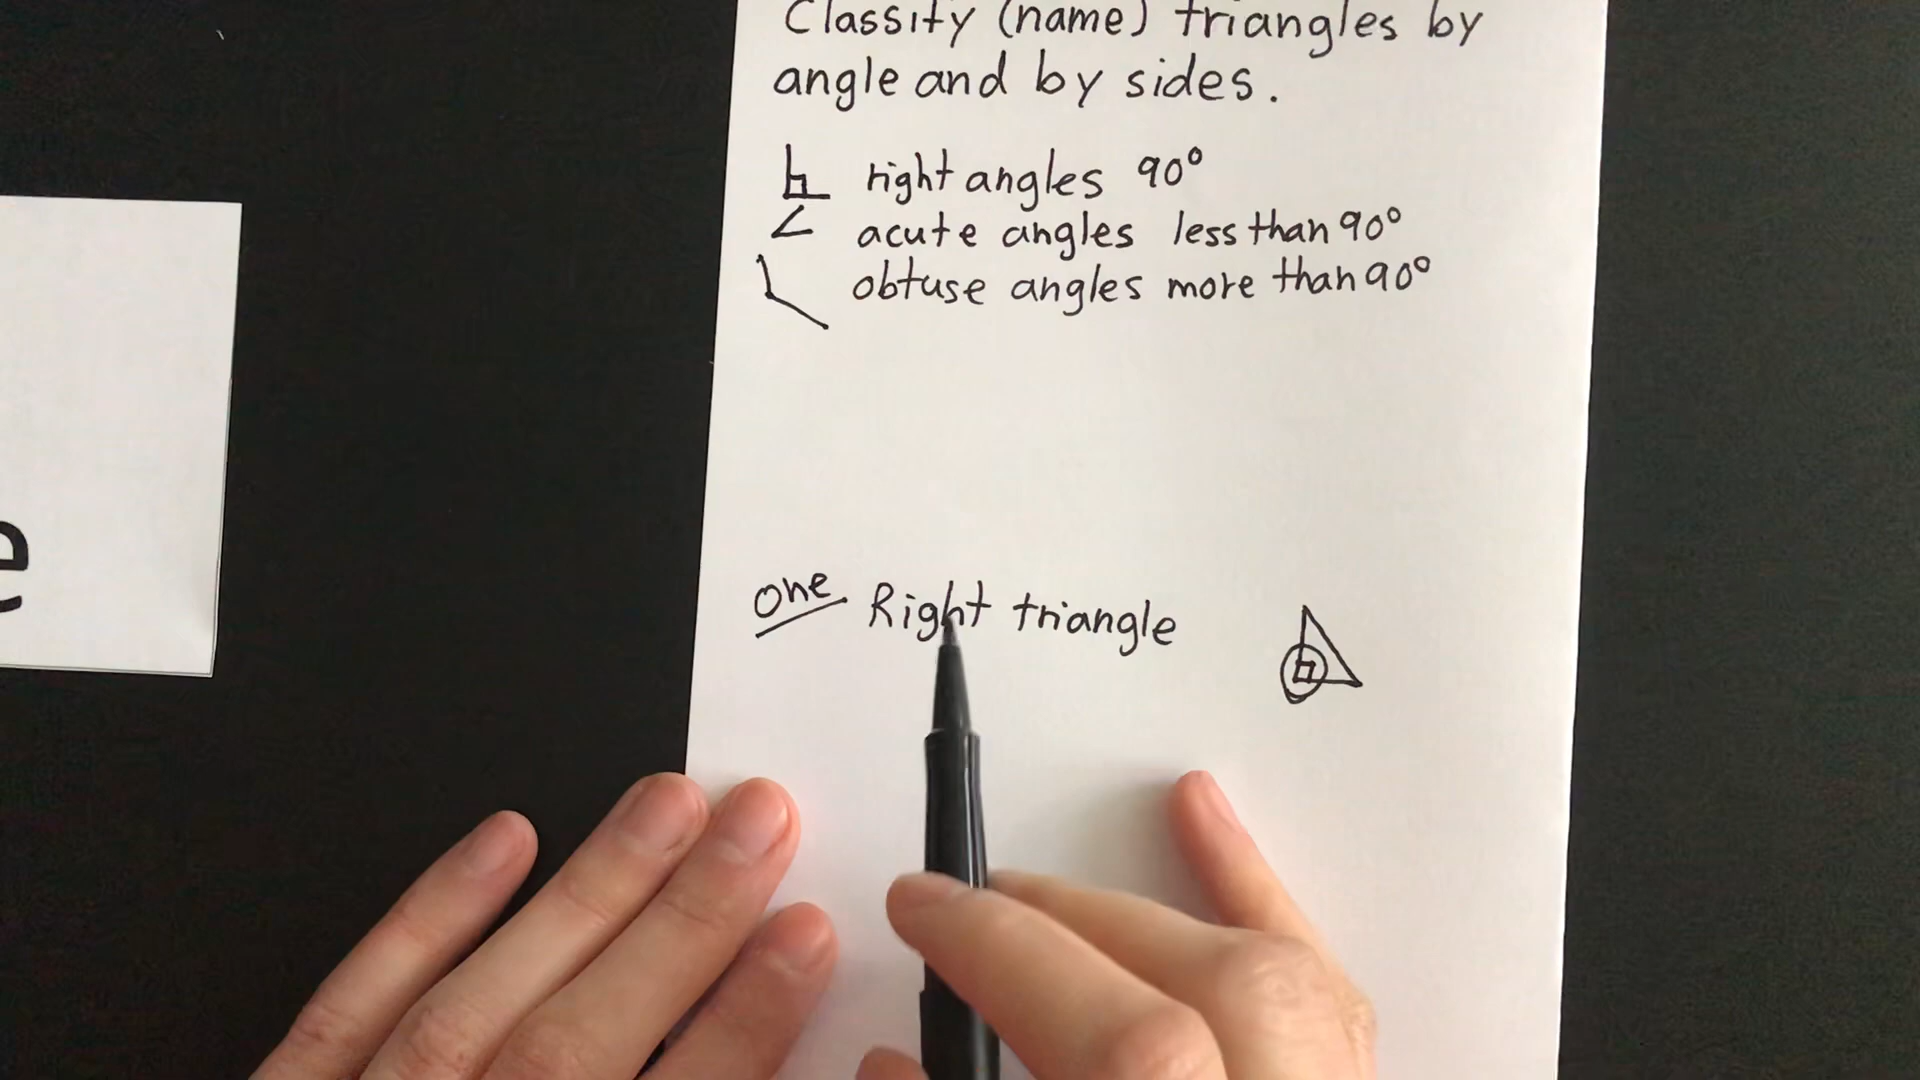 Classify (name) triangles by
angle and by sides.
right angles 90°
acute angles less than 90°
obtuse angles more than 90°
one Right triangle
e